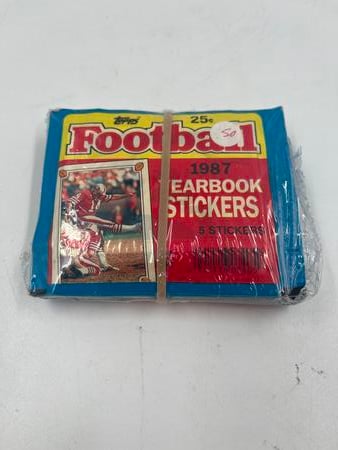 Topps 25¢
Football
50
1987
YEARBOOK
STICKERS
5 STICKERS